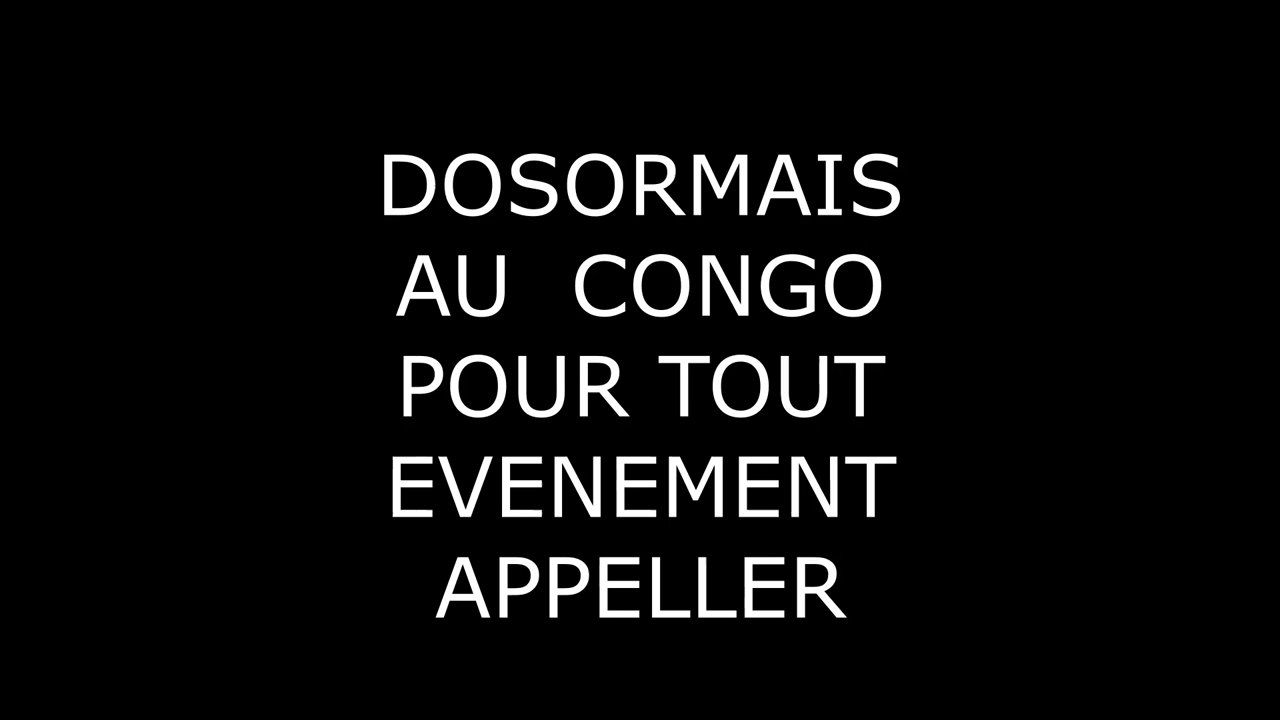 DOSORMAIS
AU  CONGO
POUR TOUT
EVENEMENT
APPELLER